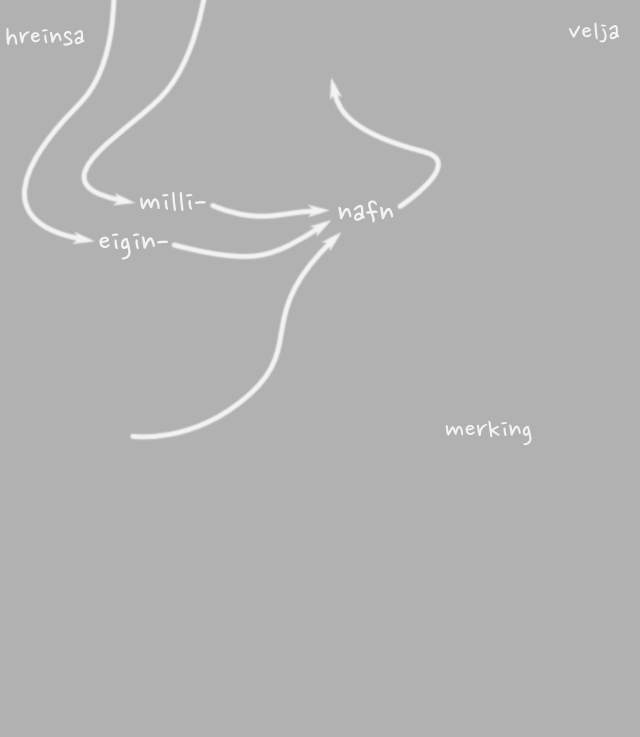 hreinsa
velja
milli-
nafn
eigin-
merking